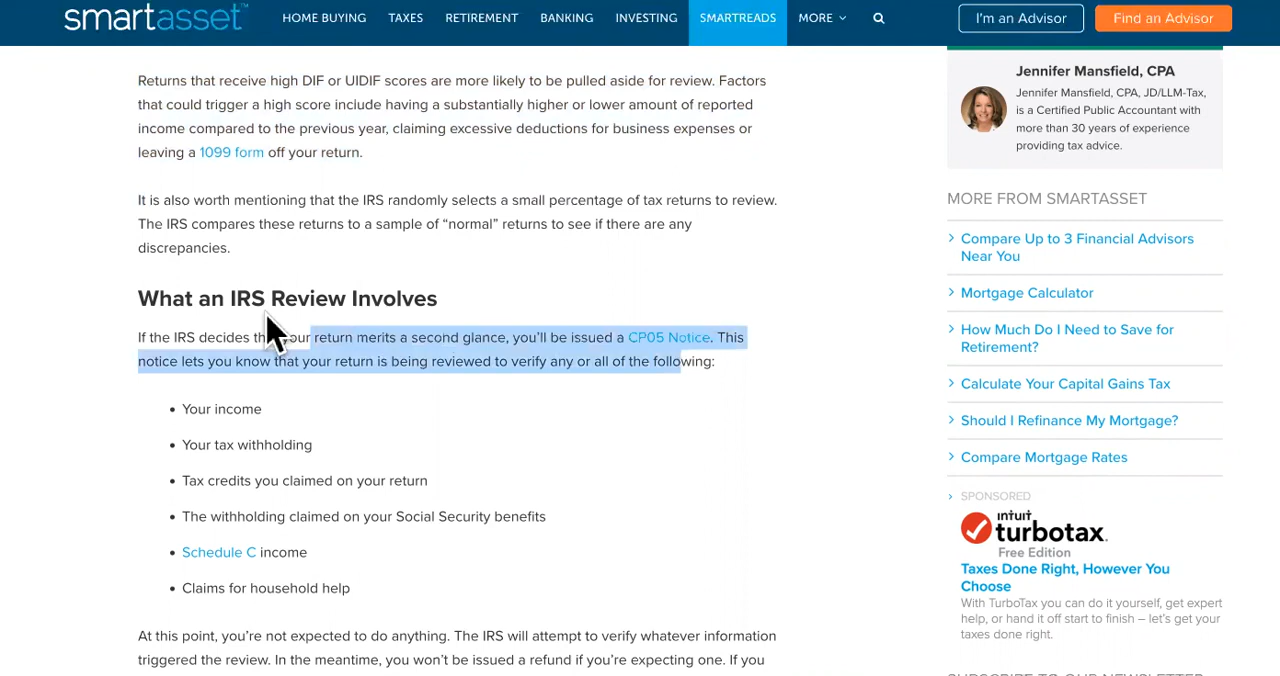 smartasset™
HOME BUYING TAXES RETIREMENT BANKING INVESTING SMARTREADS MORE
I'm an Advisor
Find an Advisor
Returns that receive high DIF or UIDIF scores are more likely to be pulled aside for review. Factors
that could trigger a high score include having a substantially higher or lower amount of reported
income compared to the previous year, claiming excessive deductions for business expenses or
leaving a 1099 form off your return.
It is also worth mentioning that the IRS randomly selects a small percentage of tax returns to review.
The IRS compares these returns to a sample of “normal” returns to see if there are any
discrepancies.
What an IRS Review Involves
If the IRS decides your return merits a second glance, you’ll be issued a CP05 Notice. This
notice lets you know that your return is being reviewed to verify any or all of the following:
• Your income
• Your tax withholding
• Tax credits you claimed on your return
• The withholding claimed on your Social Security benefits
• Schedule C income
• Claims for household help
At this point, you’re not expected to do anything. The IRS will attempt to verify whatever information
triggered the review. In the meantime, you won’t be issued a refund if you’re expecting one. If you
Jennifer Mansfield, CPA
Jennifer Mansfield, CPA, JD/LLM-Tax,
is a Certified Public Accountant with
more than 30 years of experience
providing tax advice.
MORE FROM SMARTASSET
Compare Up to 3 Financial Advisors
Near You
Mortgage Calculator
How Much Do I Need to Save for
Retirement?
Calculate Your Capital Gains Tax
Should I Refinance My Mortgage?
Compare Mortgage Rates
SPONSORED
intuit
turbotax.
Free Edition
Taxes Done Right, However You
Choose
With TurboTax you can do it yourself, get expert
help, or hand it off start to finish – let's get your
taxes done right.
SUBSCRIBE TO OUR NEWSLETTER